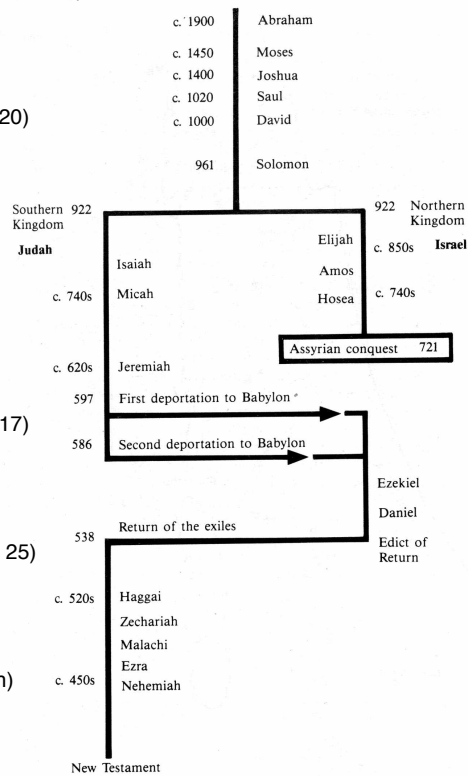 c. 1900 Abraham
c. 1450 Moses
c. 1400 Joshua
c. 1020 Saul
20)
c. 1000 David
961 Solomon
Southern 922
Kingdom
Judah
922 Northern
Kingdom
Elijah c. 850s Israel
Isaiah
Amos
c. 740s Micah
Hosea c. 740s
Assyrian conquest 721
c. 620s Jeremiah
597 First deportation to Babylon
17)
586 Second deportation to Babylon
Ezekiel
Daniel
538 Return of the exiles
Edict of
Return
25)
c. 520s Haggai
Zechariah
Malachi
Ezra
n)
c. 450s Nehemiah
New Testament